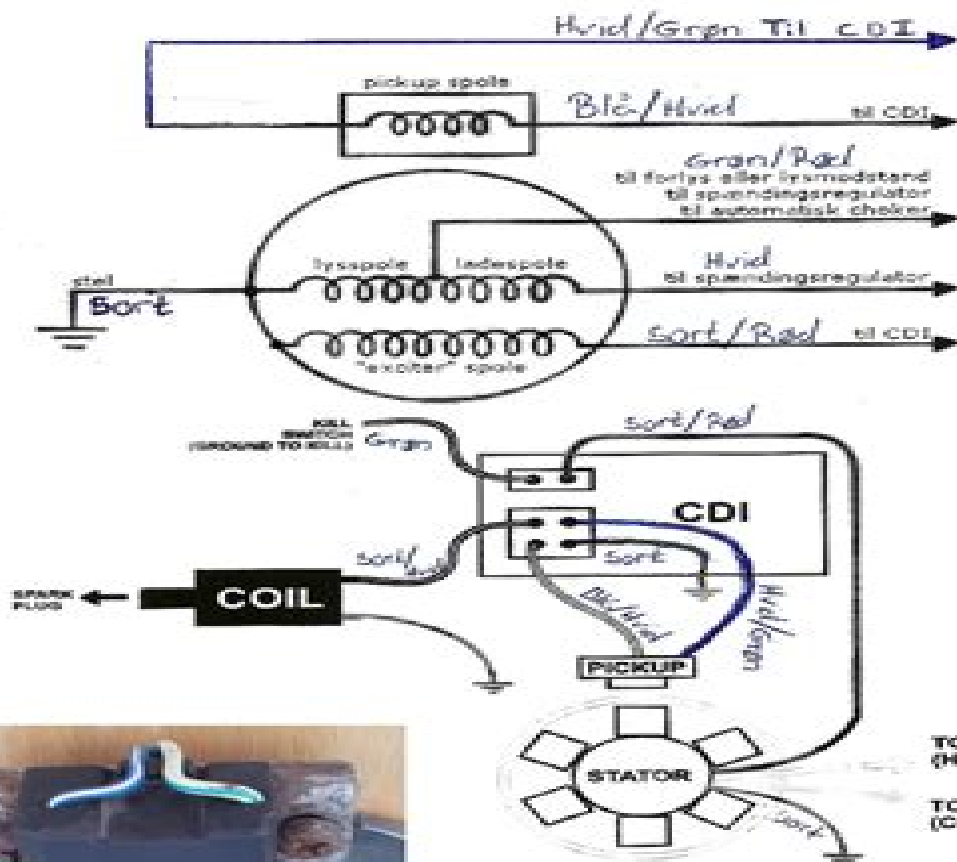 Hvid/Grøn Til CDI
pickup spole
Blå/Hvid til CDI
Grøn/Rød
til forlys eller lysmodstand
til spændingsregulator
til automatisk choker
lysspole ladespole
Hvid
til spændingsregulator
stel
Sort
Sort/Rød til CDI
"exciter" spole
KILL
SWITCH
(GROUND TO KILL)
Grøn
Sort/Rød
CDI
Sort/
Sort
SPARK
PLUG
COIL
Blå/Hvid
Hvid/Grøn
PICKUP
STATOR
TO
(H
TO
(C
Sort